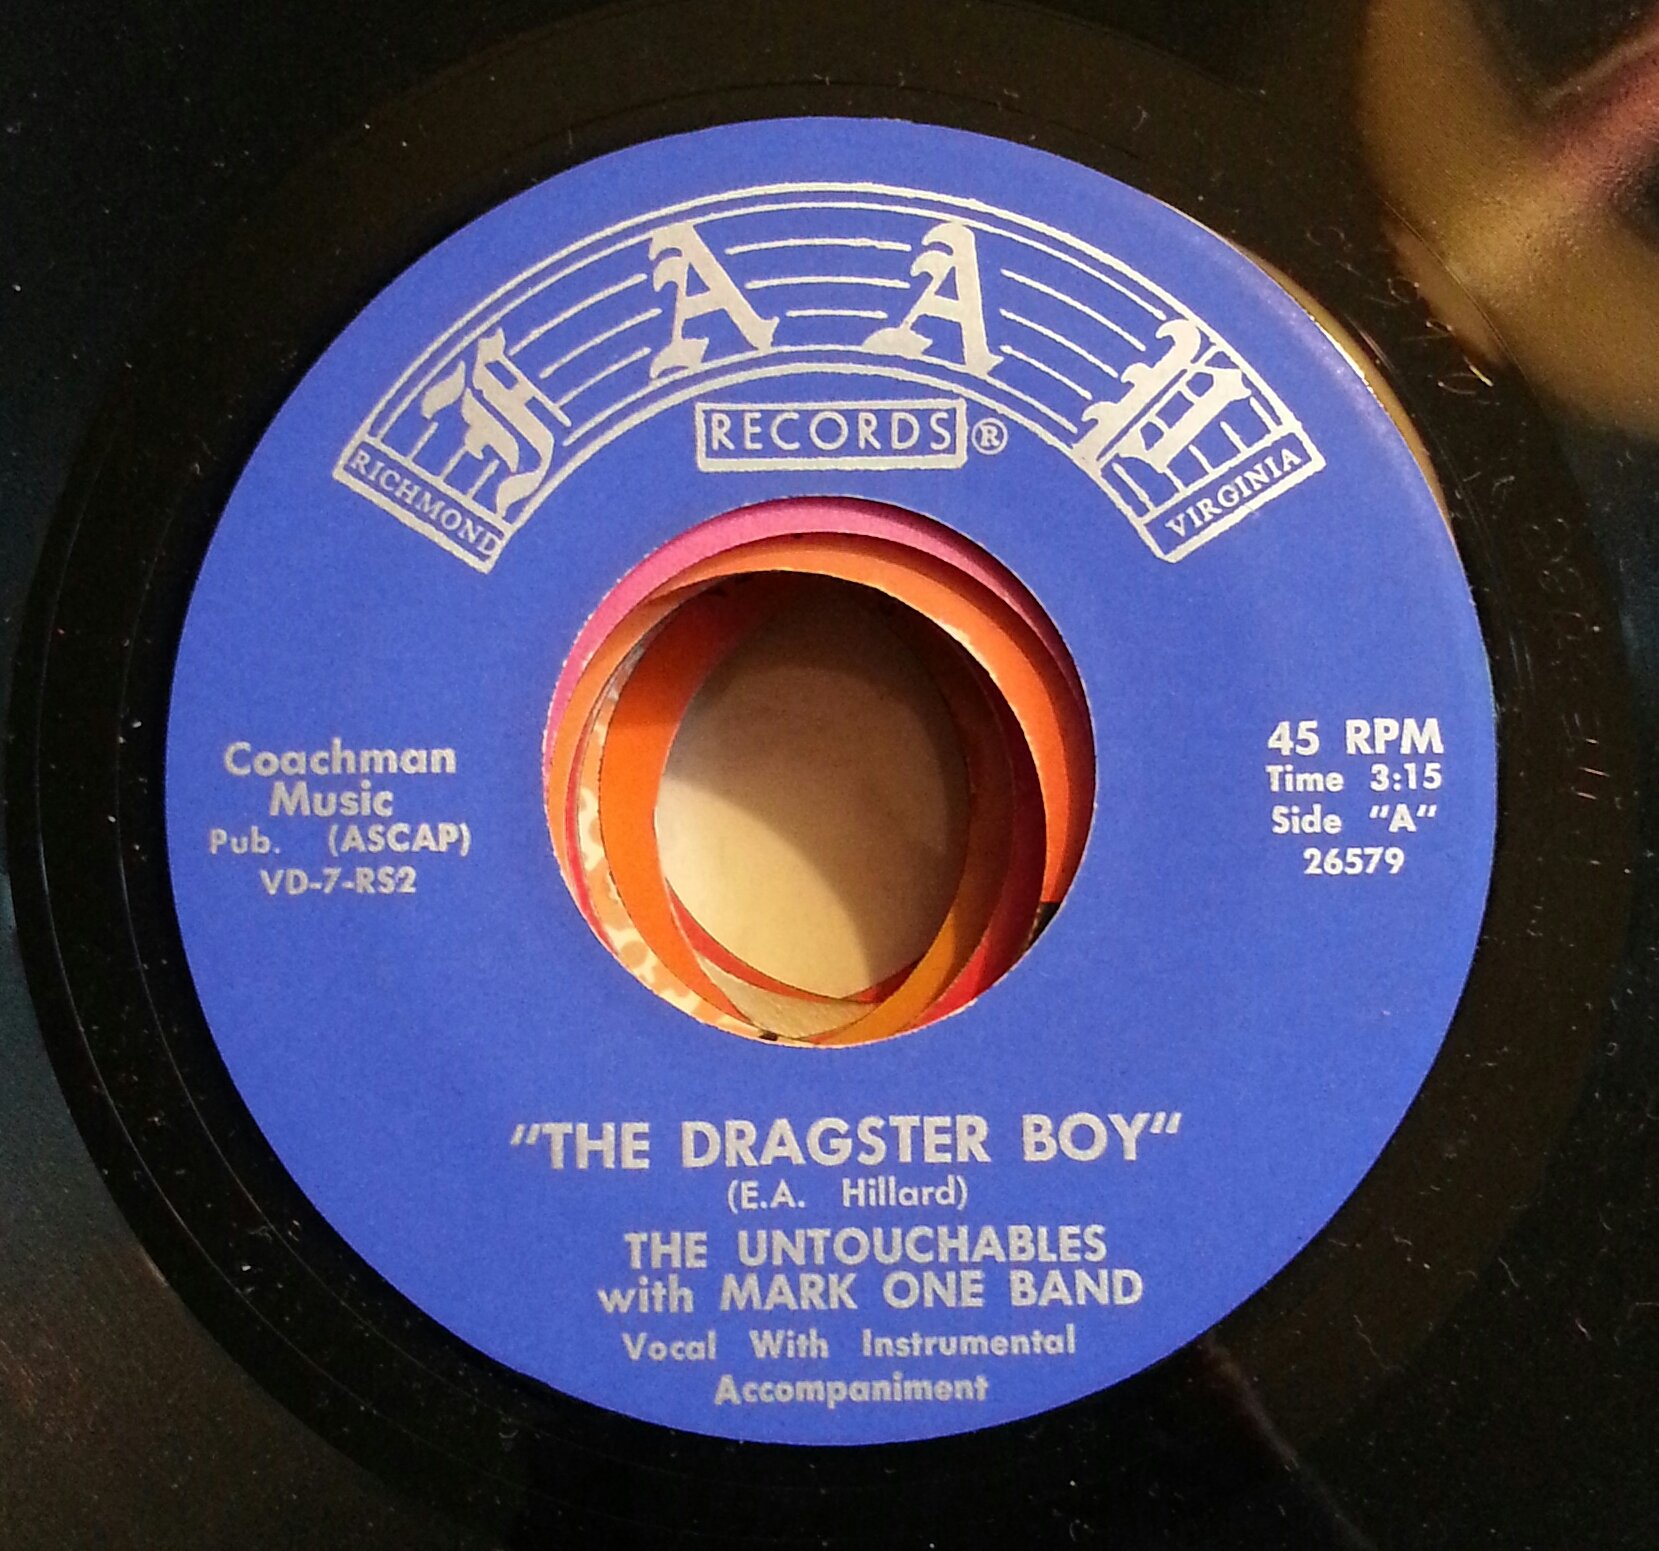 FAAH
RECORDS ®
RICHMOND
VIRGINIA
Coachman
Music
Pub. (ASCAP)
VD-7-RS2
45 RPM
Time 3:15
Side "A"
26579
"THE DRAGSTER BOY"
(E.A. Hillard)
THE UNTOUCHABLES
with MARK ONE BAND
Vocal With Instrumental
Accompaniment